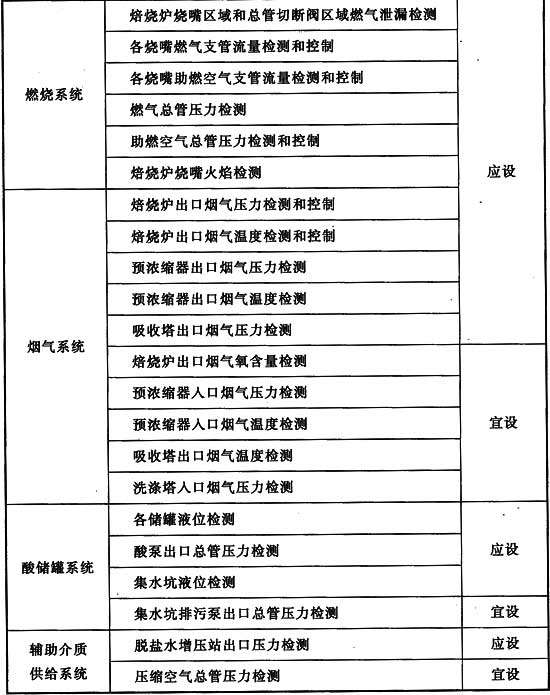 燃烧系统
焙烧炉烧嘴区域和总管切断阀区域燃气泄漏检测
各烧嘴燃气支管流量检测和控制
各烧嘴助燃空气支管流量检测和控制
燃气总管压力检测
助燃空气总管压力检测和控制
焙烧炉烧嘴火焰检测
应设
烟气系统
焙烧炉出口烟气压力检测和控制
焙烧炉出口烟气温度检测和控制
预浓缩器出口烟气压力检测
预浓缩器出口烟气温度检测
吸收塔出口烟气压力检测
焙烧炉出口烟气氧含量检测
预浓缩器人口烟气压力检测
预浓缩器人口烟气温度检测
吸收塔出口烟气温度检测
洗涤塔人口烟气压力检测
宜设
酸储罐系统
各储罐液位检测
酸泵出口总管压力检测
集水坑液位检测
应设
集水坑排污泵出口总管压力检测
宜设
辅助介质
供给系统
脱盐水增压站出口压力检测
应设
压缩空气总管压力检测
宜设